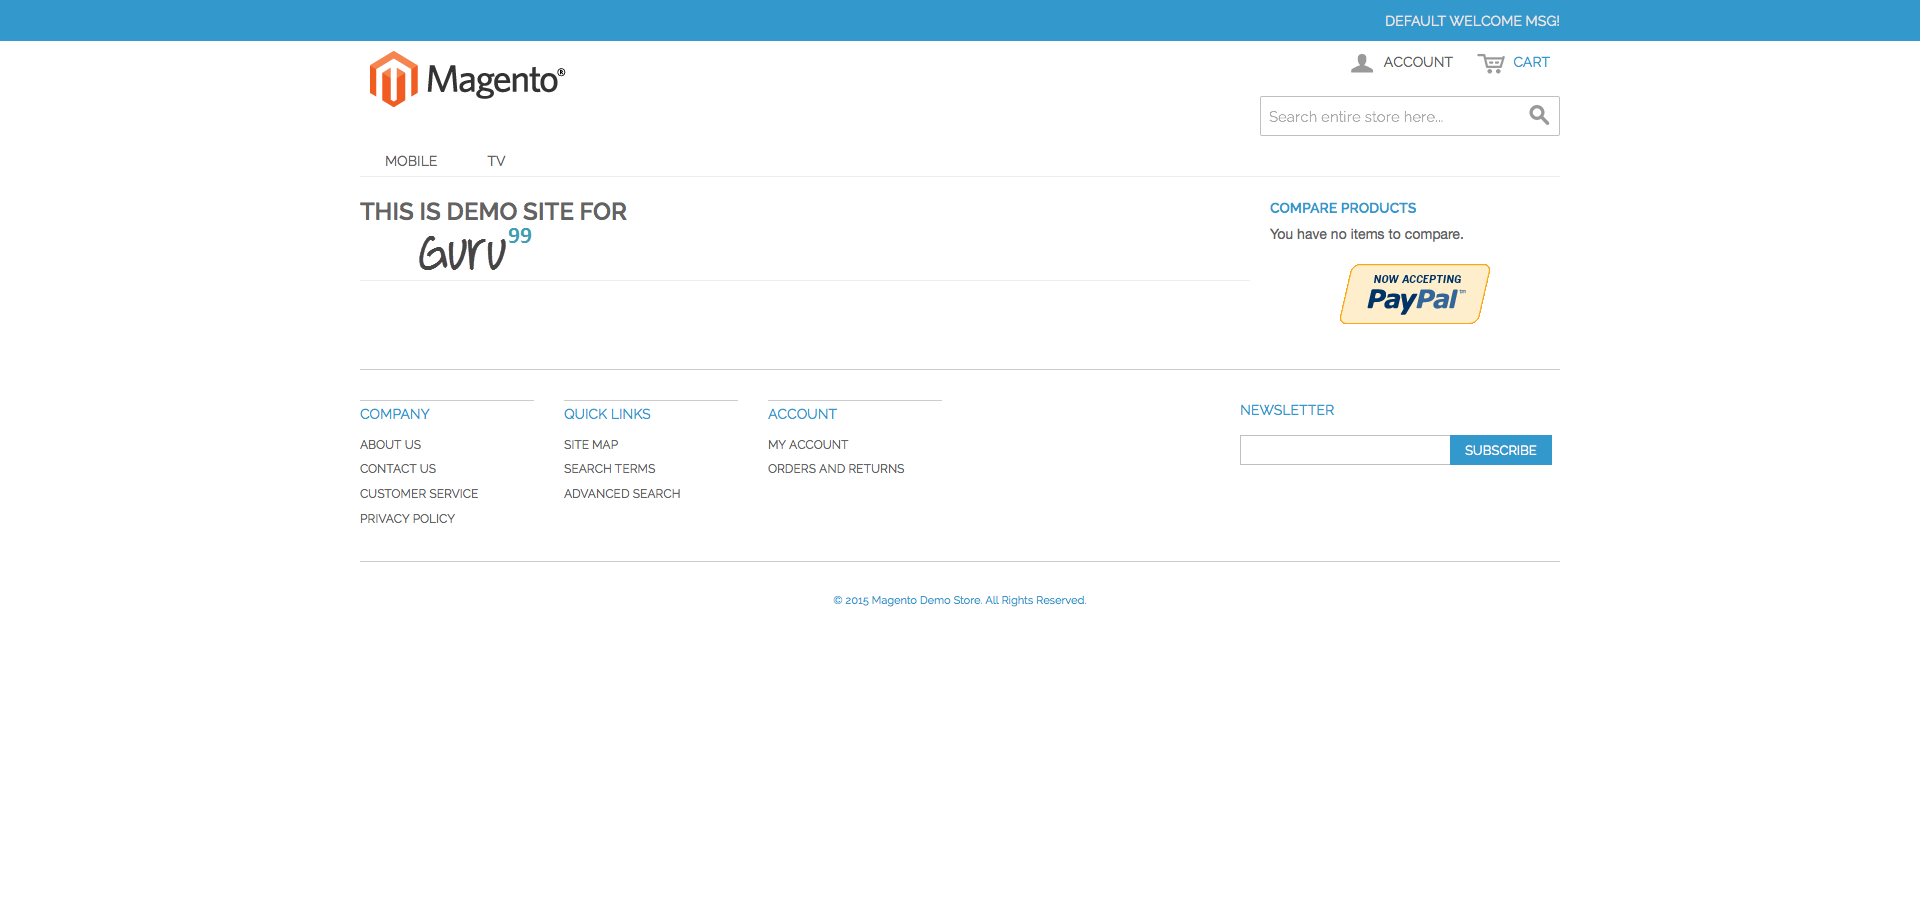 DEFAULT WELCOME MSG!
Magento®
ACCOUNT CART
Search entire store here...
MOBILE TV
THIS IS DEMO SITE FOR
Guru99
COMPARE PRODUCTS
You have no items to compare.
NOW ACCEPTING
PayPal™
COMPANY
ABOUT US
CONTACT US
CUSTOMER SERVICE
PRIVACY POLICY
QUICK LINKS
SITE MAP
SEARCH TERMS
ADVANCED SEARCH
ACCOUNT
MY ACCOUNT
ORDERS AND RETURNS
NEWSLETTER
SUBSCRIBE
© 2015 Magento Demo Store. All Rights Reserved.